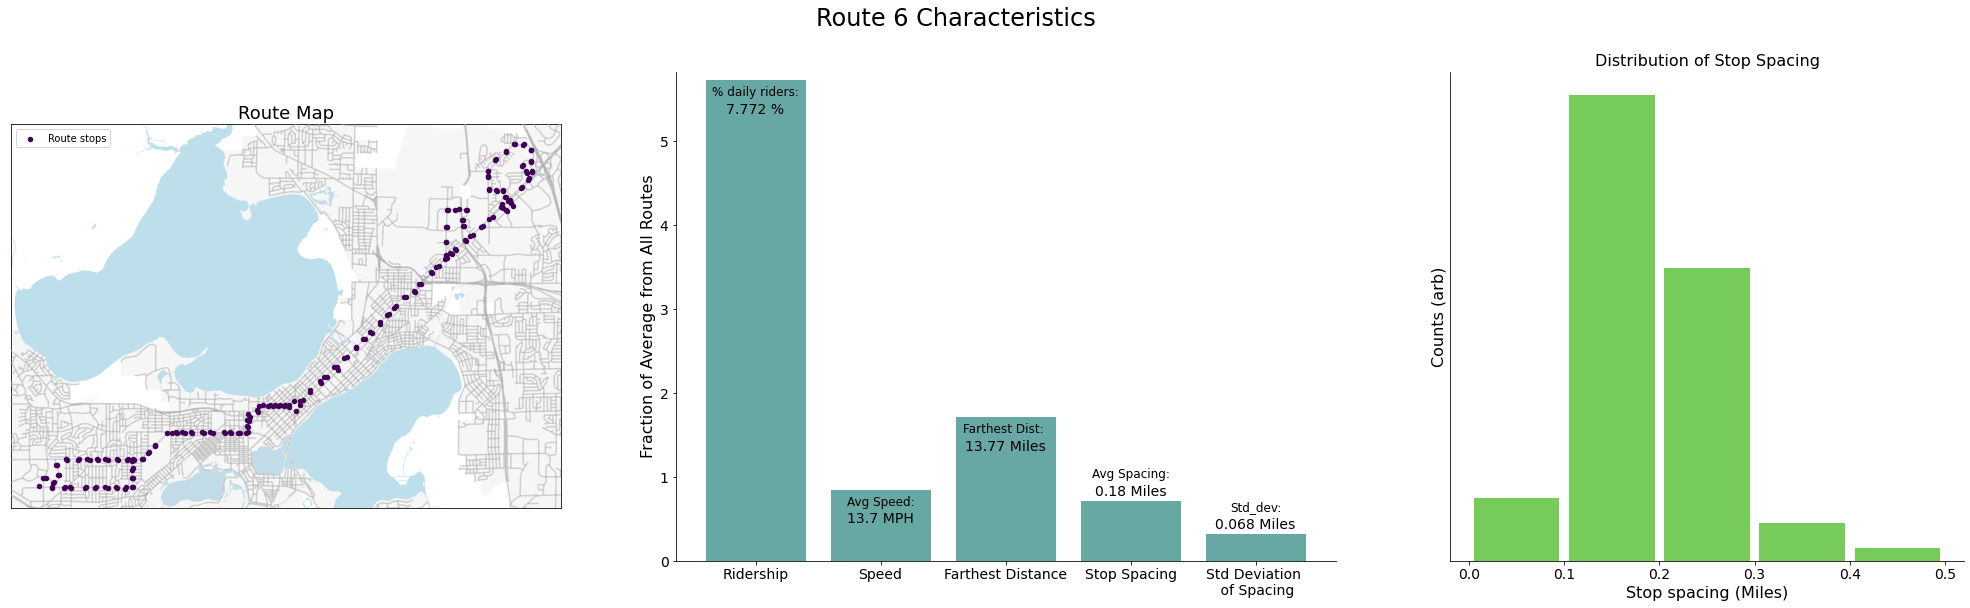 Route 6 Characteristics
Route Map
Route stops
Fraction of Average from All Routes
5
4
3
2
1
0
% daily riders:
7.772 %
Avg Speed:
13.7 MPH
Farthest Dist:
13.77 Miles
Avg Spacing:
0.18 Miles
Std_dev:
0.068 Miles
Ridership
Speed
Farthest Distance
Stop Spacing
Std Deviation
of Spacing
Distribution of Stop Spacing
Counts (arb)
0.0 0.1 0.2 0.3 0.4 0.5
Stop spacing (Miles)